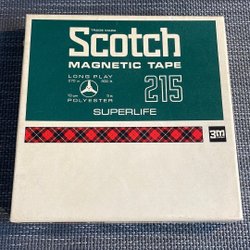 TRADE MARK
Scotch
MAGNETIC TAPE
LONG PLAY
215
POLYESTER
SUPERLIFE
3m